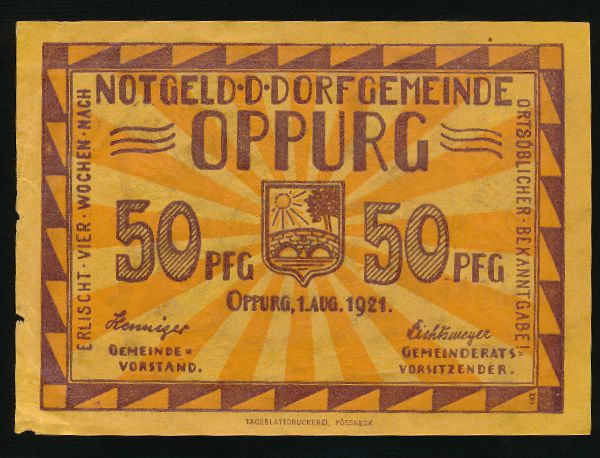 NOTGELD·D·DORFGEMEINDE
OPPURG
ERLISCHT·VIER·WOCHEN·NACH
ORTSÜBLICHER·BEKANNTGABE!
50 PFG
50 PFG
OPPURG, 1. AUG. 1921.
Henniger
GEMEINDE=
VORSTAND.
Lichtsmeyer
GEMEINDERATS=
VORSITZENDER.
TAGEBLATTDRUCKEREI, PÖSSNECK